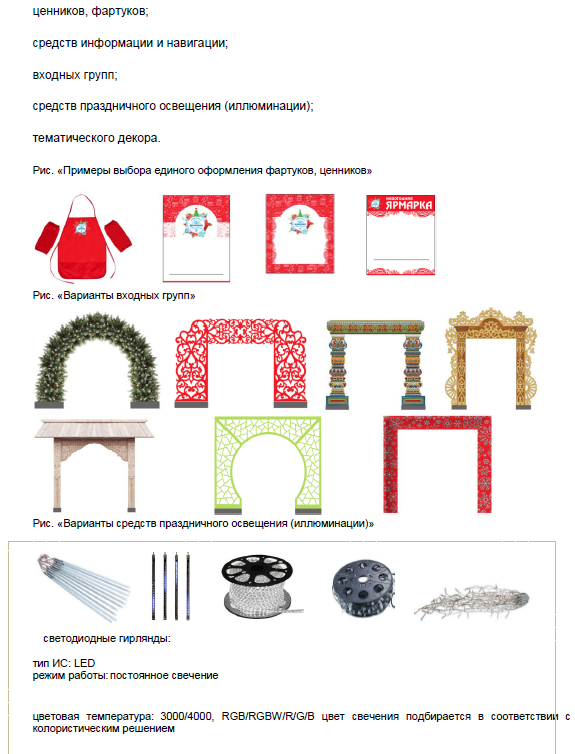 ценников, фартуков;
средств информации и навигации;
входных групп;
средств праздничного освещения (иллюминации);
тематического декора.
Рис. «Примеры выбора единого оформления фартуков, ценников»
НОВОГОДНЯЯ
ЯРМАРКА
Рис. «Варианты входных групп»
Рис. «Варианты средств праздничного освещения (иллюминации)»
светодиодные гирлянды:
тип ИС: LED
режим работы: постоянное свечение
цветовая температура: 3000/4000, RGB/RGBW/R/G/B цвет свечения подбирается в соответствии с
колористическим решением